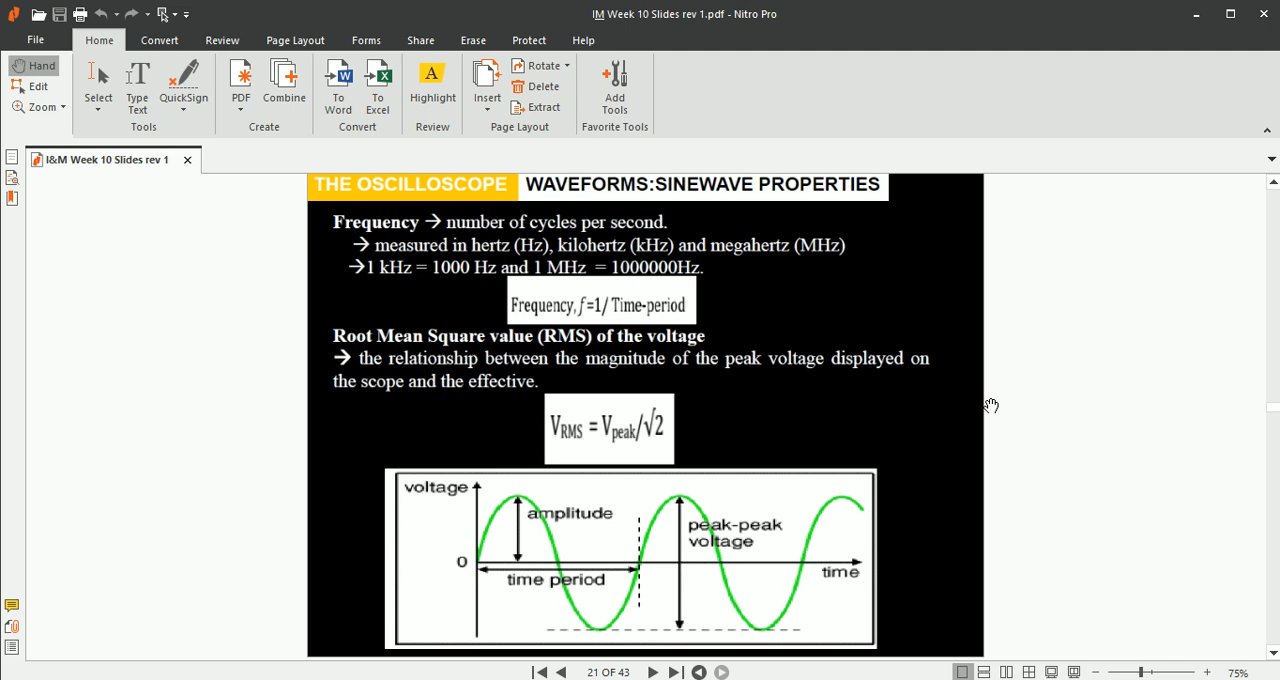 IM Week 10 Slides rev 1.pdf - Nitro Pro
File Home Convert Review Page Layout Forms Share Erase Protect Help
Hand
Edit
Zoom
Select
Type Text
QuickSign
Tools
PDF
Combine
Create
To Word
To Excel
Convert
A
Highlight
Review
Insert
Rotate
Delete
Extract
Page Layout
Add Tools
Favorite Tools
I&M Week 10 Slides rev 1
THE OSCILLOSCOPE WAVEFORMS:SINEWAVE PROPERTIES
Frequency → number of cycles per second.
→ measured in hertz (Hz), kilohertz (kHz) and megahertz (MHz)
→1 kHz = 1000 Hz and 1 MHz = 1000000Hz.
Frequency, f=1/ Time-period
Root Mean Square value (RMS) of the voltage
→ the relationship between the magnitude of the peak voltage displayed on
the scope and the effective.
VRMS = Vpeak/√2
voltage
amplitude
peak-peak
voltage
0
time period
time
21 OF 43
75%